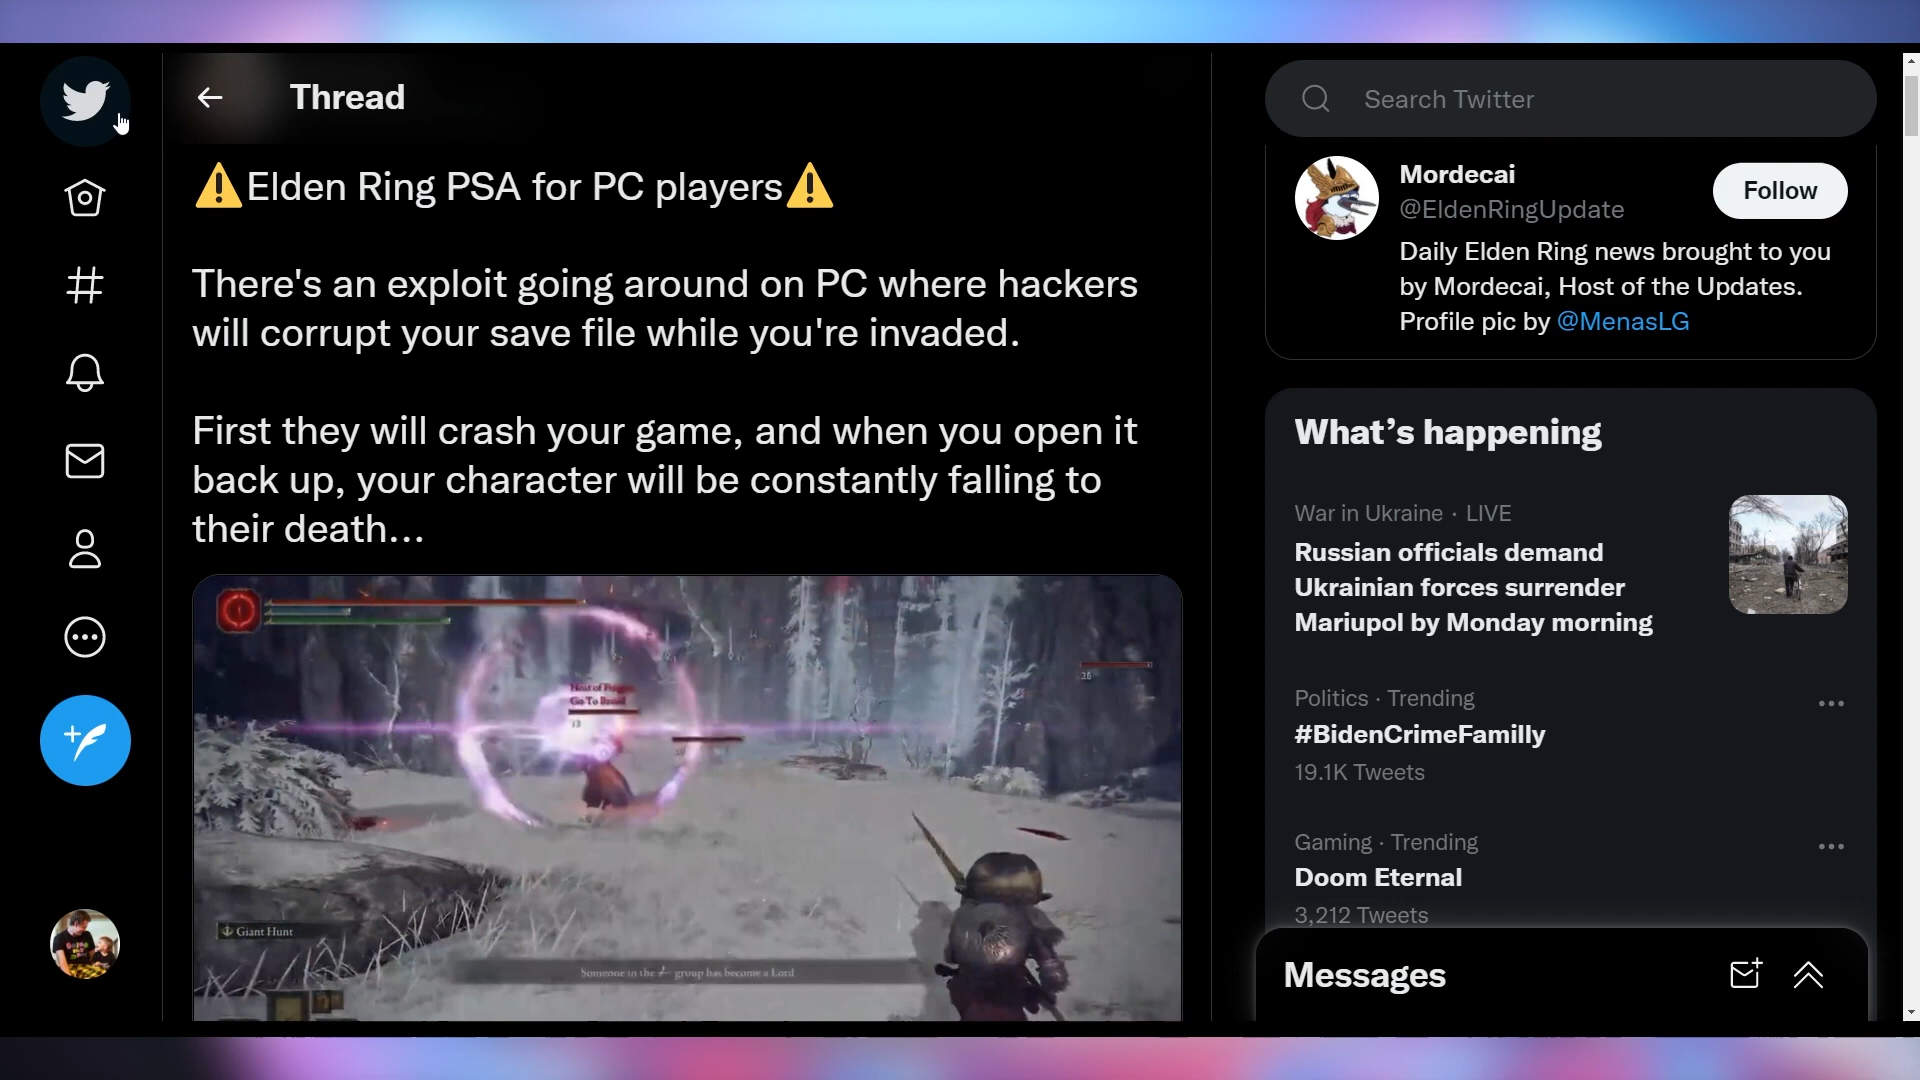 Thread
⚠️Elden Ring PSA for PC players⚠️
There's an exploit going around on PC where hackers
will corrupt your save file while you're invaded.
First they will crash your game, and when you open it
back up, your character will be constantly falling to
their death...
Giant Hunt
Someone in the group has become a Lord
13
10
Search Twitter
Mordecai
@EldenRingUpdate
Follow
Daily Elden Ring news brought to you
by Mordecai, Host of the Updates.
Profile pic by @MenasLG
What's happening
War in Ukraine · LIVE
Russian officials demand
Ukrainian forces surrender
Mariupol by Monday morning
Politics · Trending
#BidenCrimeFamilly
19.1K Tweets
Gaming · Trending
Doom Eternal
3,212 Tweets
Messages